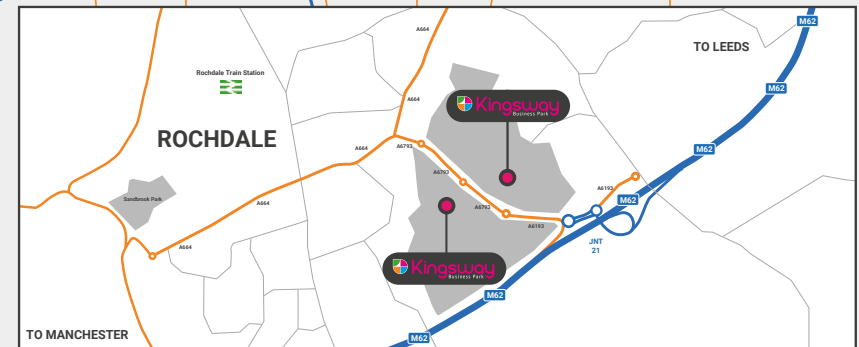 M62
A664
TO LEEDS
Rochdale Train Station
M62
A664
Kingsway
Business Park
ROCHDALE
A664
A6793
M62
A6793
A6193
Sandbrook Park
A664
M62
A6793
A6193
JNT
21
A664
Kingsway
Business Park
M62
TO MANCHESTER
M62